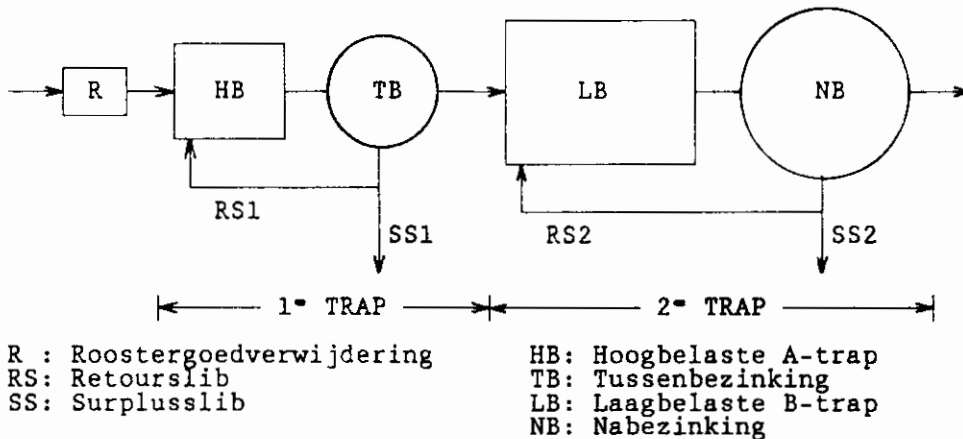 R
HB
TB
LB
NB
RS1
SS1
RS2
SS2
1e TRAP
2e TRAP
R : Roostergoedverwijdering
RS: Retourslib
SS: Surplusslib
HB: Hoogbelaste A-trap
TB: Tussenbezinking
LB: Laagbelaste B-trap
NB: Nabezinking